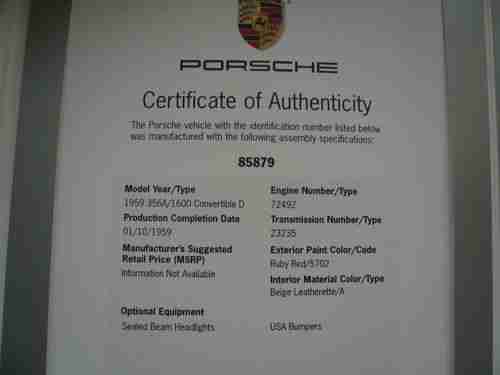 PORSCHE
Certificate of Authenticity
The Porsche vehicle with the identification number listed below
was manufactured with the following assembly specifications:
85879
Model Year/Type
1959 356A/1600 Convertible D
Production Completion Date
01/10/1959
Manufacturer's Suggested
Retail Price (MSRP)
Information Not Available
Engine Number/Type
72492
Transmission Number/Type
23235
Exterior Paint Color/Code
Ruby Red/5702
Interior Material Color/Type
Beige Leatherette/A
Optional Equipment
Sealed Beam Headlights
USA Bumpers